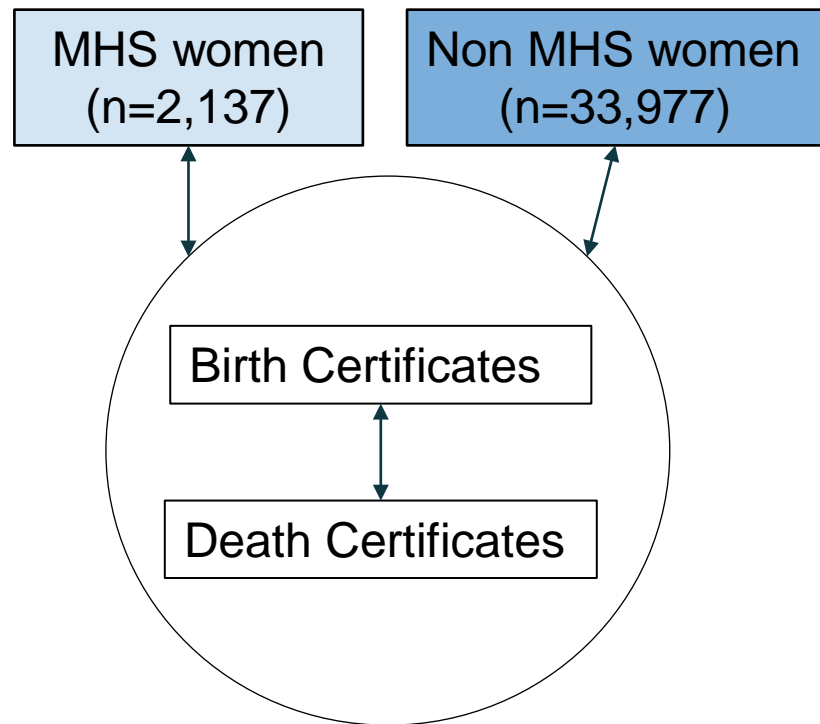 MHS women
(n=2,137)
Non MHS women
(n=33,977)
Birth Certificates
Death Certificates